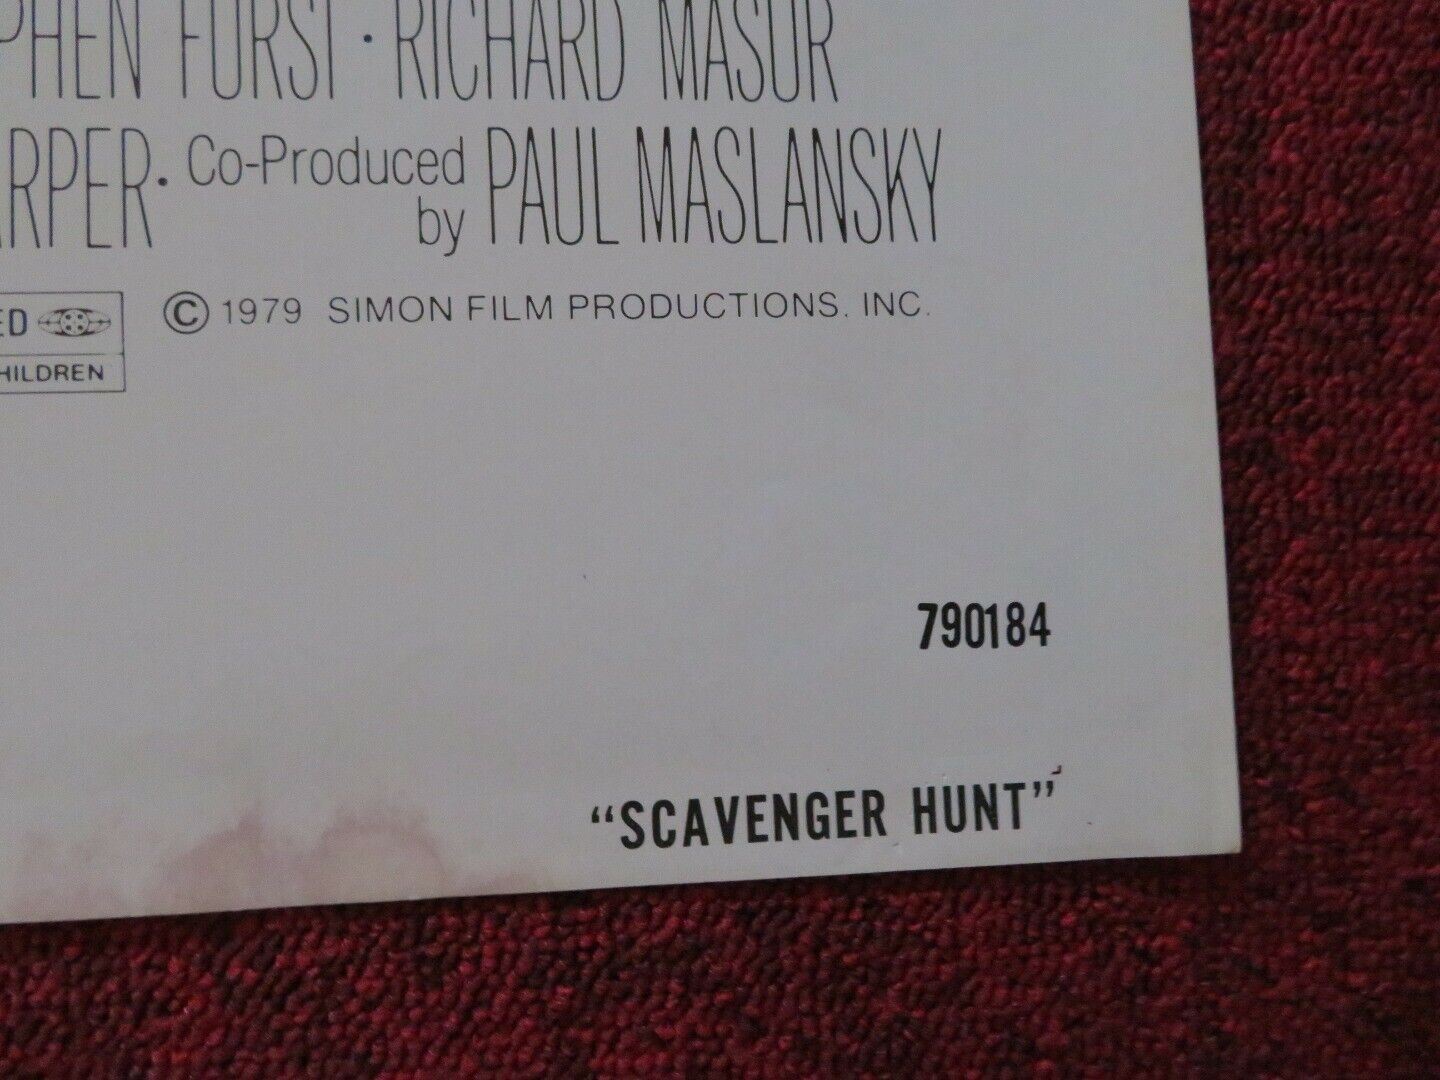 PHEN FURST · RICHARD MASUR
ARPER · Co-Produced by PAUL MASLANSKY
ED
HILDREN
© 1979 SIMON FILM PRODUCTIONS. INC.
790184
"SCAVENGER HUNT"